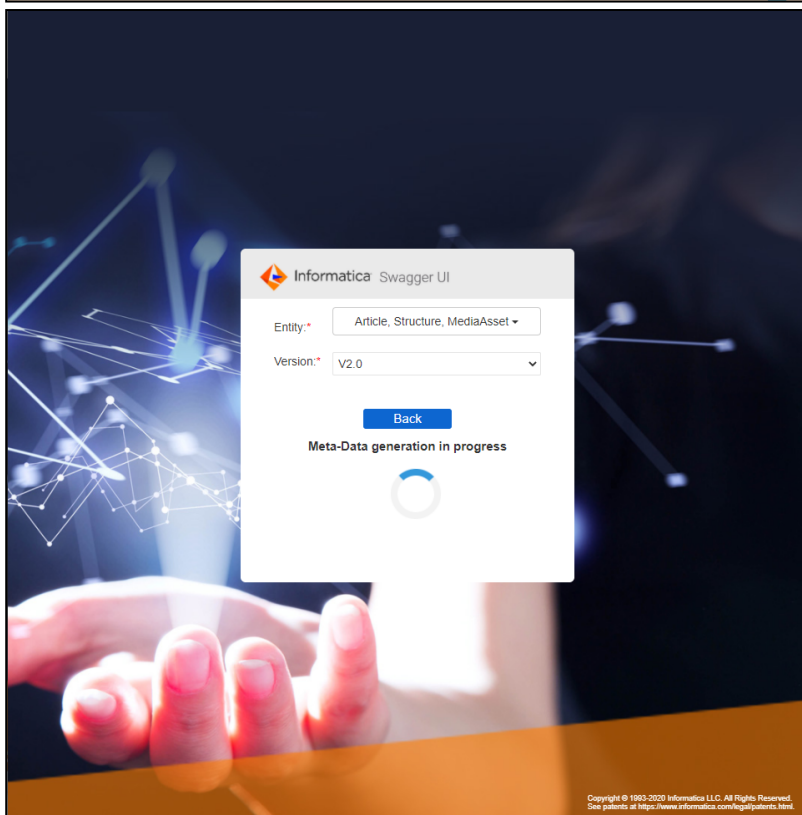 Informatica Swagger UI
Entity:* Article, Structure, MediaAsset
Version:* V2.0
Back
Meta-Data generation in progress
Copyright © 1993-2020 Informatica LLC. All Rights Reserved.
See patents at https://www.informatica.com/legal/patents.html.